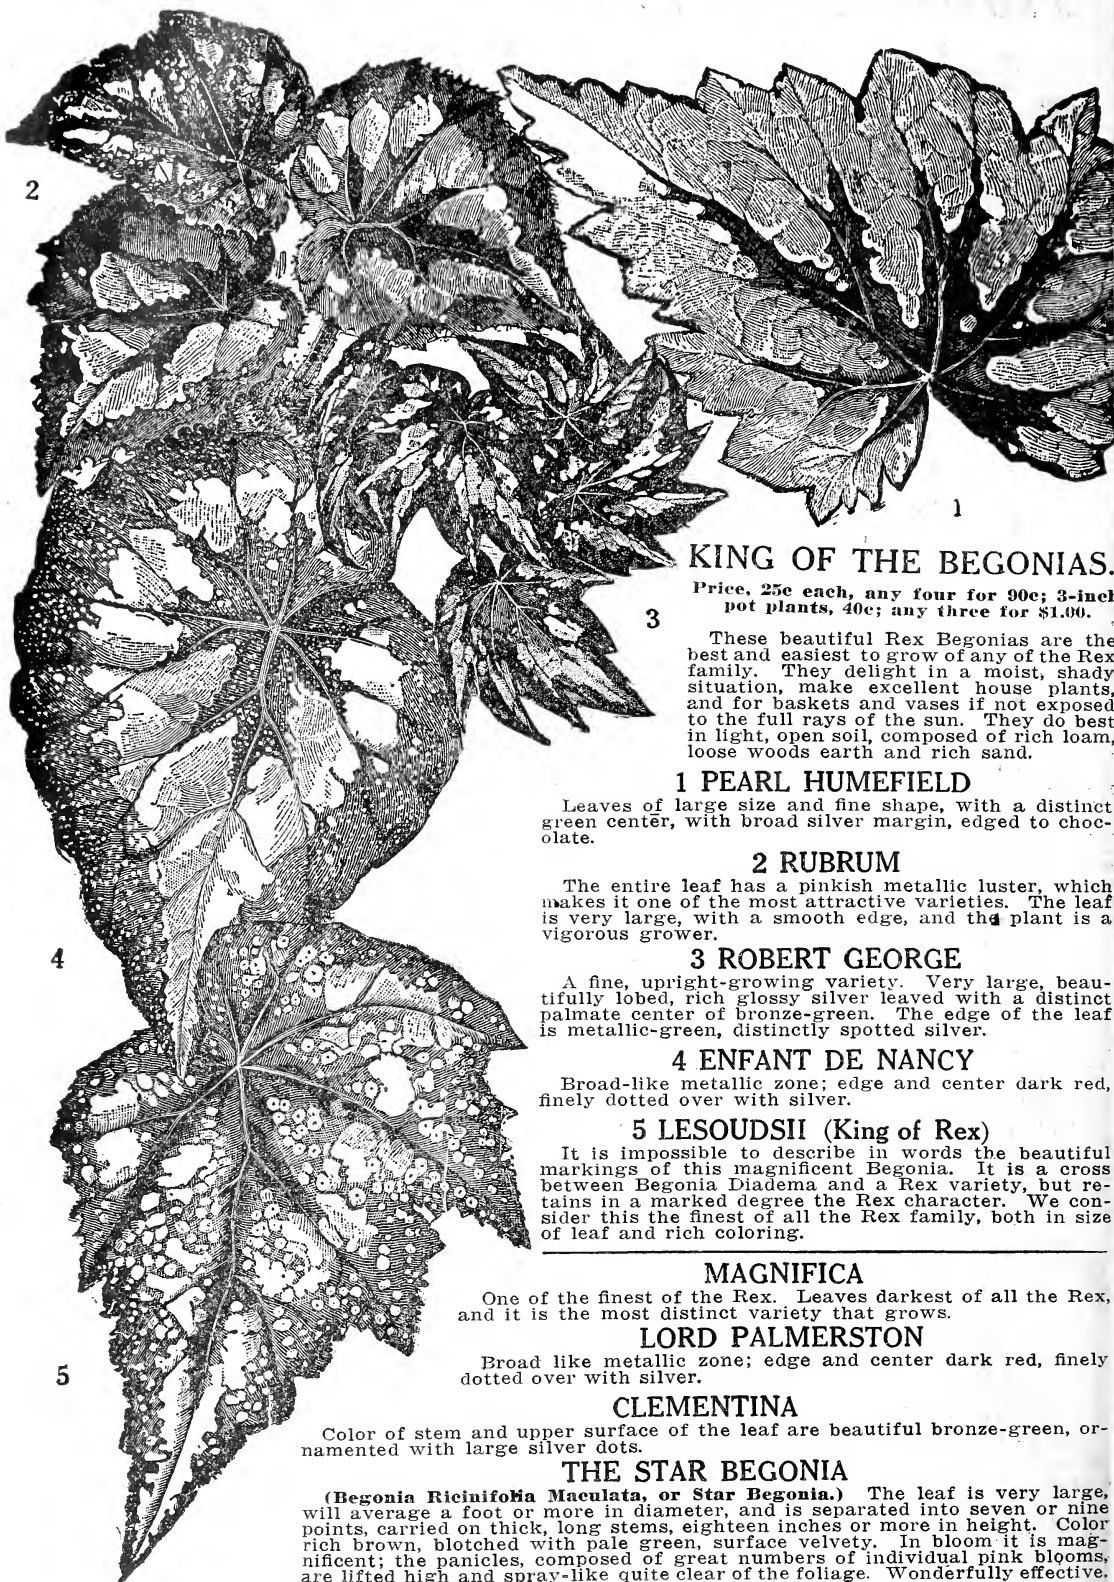 2
1
KING OF THE BEGONIAS.
Price, 25c each, any four for 90c; 3-inch
pot plants, 40c; any three for $1.00.
3
These beautiful Rex Begonias are the
best and easiest to grow of any of the Rex
family. They delight in a moist, shady
situation, make excellent house plants,
and for baskets and vases if not exposed
to the full rays of the sun. They do best
in light, open soil, composed of rich loam,
loose woods earth and rich sand.
1 PEARL HUMEFIELD
Leaves of large size and fine shape, with a distinct
green center, with broad silver margin, edged to choc-
olate.
2 RUBRUM
The entire leaf has a pinkish metallic luster, which
makes it one of the most attractive varieties. The leaf
is very large, with a smooth edge, and the plant is a
vigorous grower.
4
3 ROBERT GEORGE
A fine, upright-growing variety. Very large, beau-
tifully lobed, rich glossy silver leaved with a distinct
palmate center of bronze-green. The edge of the leaf
is metallic-green, distinctly spotted silver.
4 ENFANT DE NANCY
Broad-like metallic zone; edge and center dark red,
finely dotted over with silver.
5 LESOUDSII (King of Rex)
It is impossible to describe in words the beautiful
markings of this magnificent Begonia. It is a cross
between Begonia Diadema and a Rex variety, but re-
tains in a marked degree the Rex character. We con-
sider this the finest of all the Rex family, both in size
of leaf and rich coloring.
MAGNIFICA
One of the finest of the Rex. Leaves darkest of all the Rex,
and it is the most distinct variety that grows.
LORD PALMERSTON
Broad like metallic zone; edge and center dark red, finely
dotted over with silver.
5
CLEMENTINA
Color of stem and upper surface of the leaf are beautiful bronze-green, or-
namented with large silver dots.
THE STAR BEGONIA
(Begonia Ricinifolia Maculata, or Star Begonia.) The leaf is very large,
will average a foot or more in diameter, and is separated into seven or nine
points, carried on thick, long stems, eighteen inches or more in height. Color
rich brown, blotched with pale green, surface velvety. In bloom it is mag-
nificent; the panicles, composed of great numbers of individual pink blooms,
are lifted high and spray-like quite clear of the foliage. Wonderfully effective.